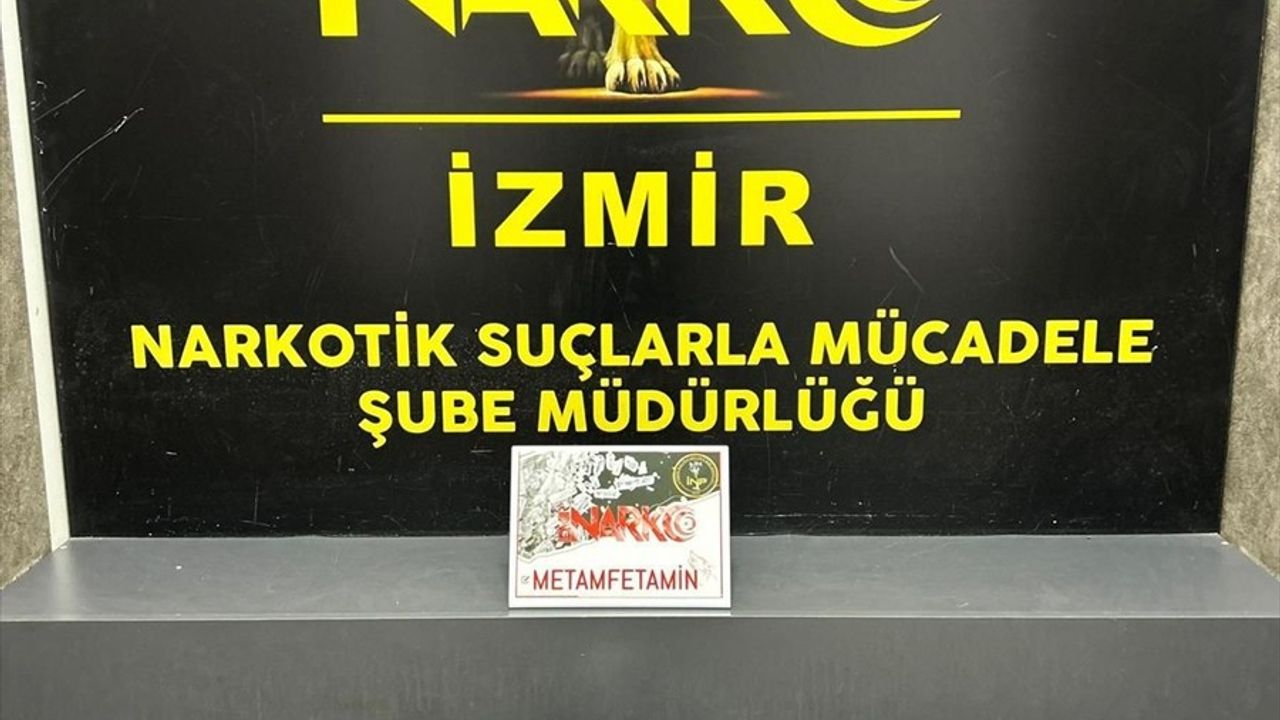 NARKO
İZMİR
NARKOTİK SUÇLARLA MÜCADELE
ŞUBE MÜDÜRLÜĞÜ
NARKO
METAMFETAMİN